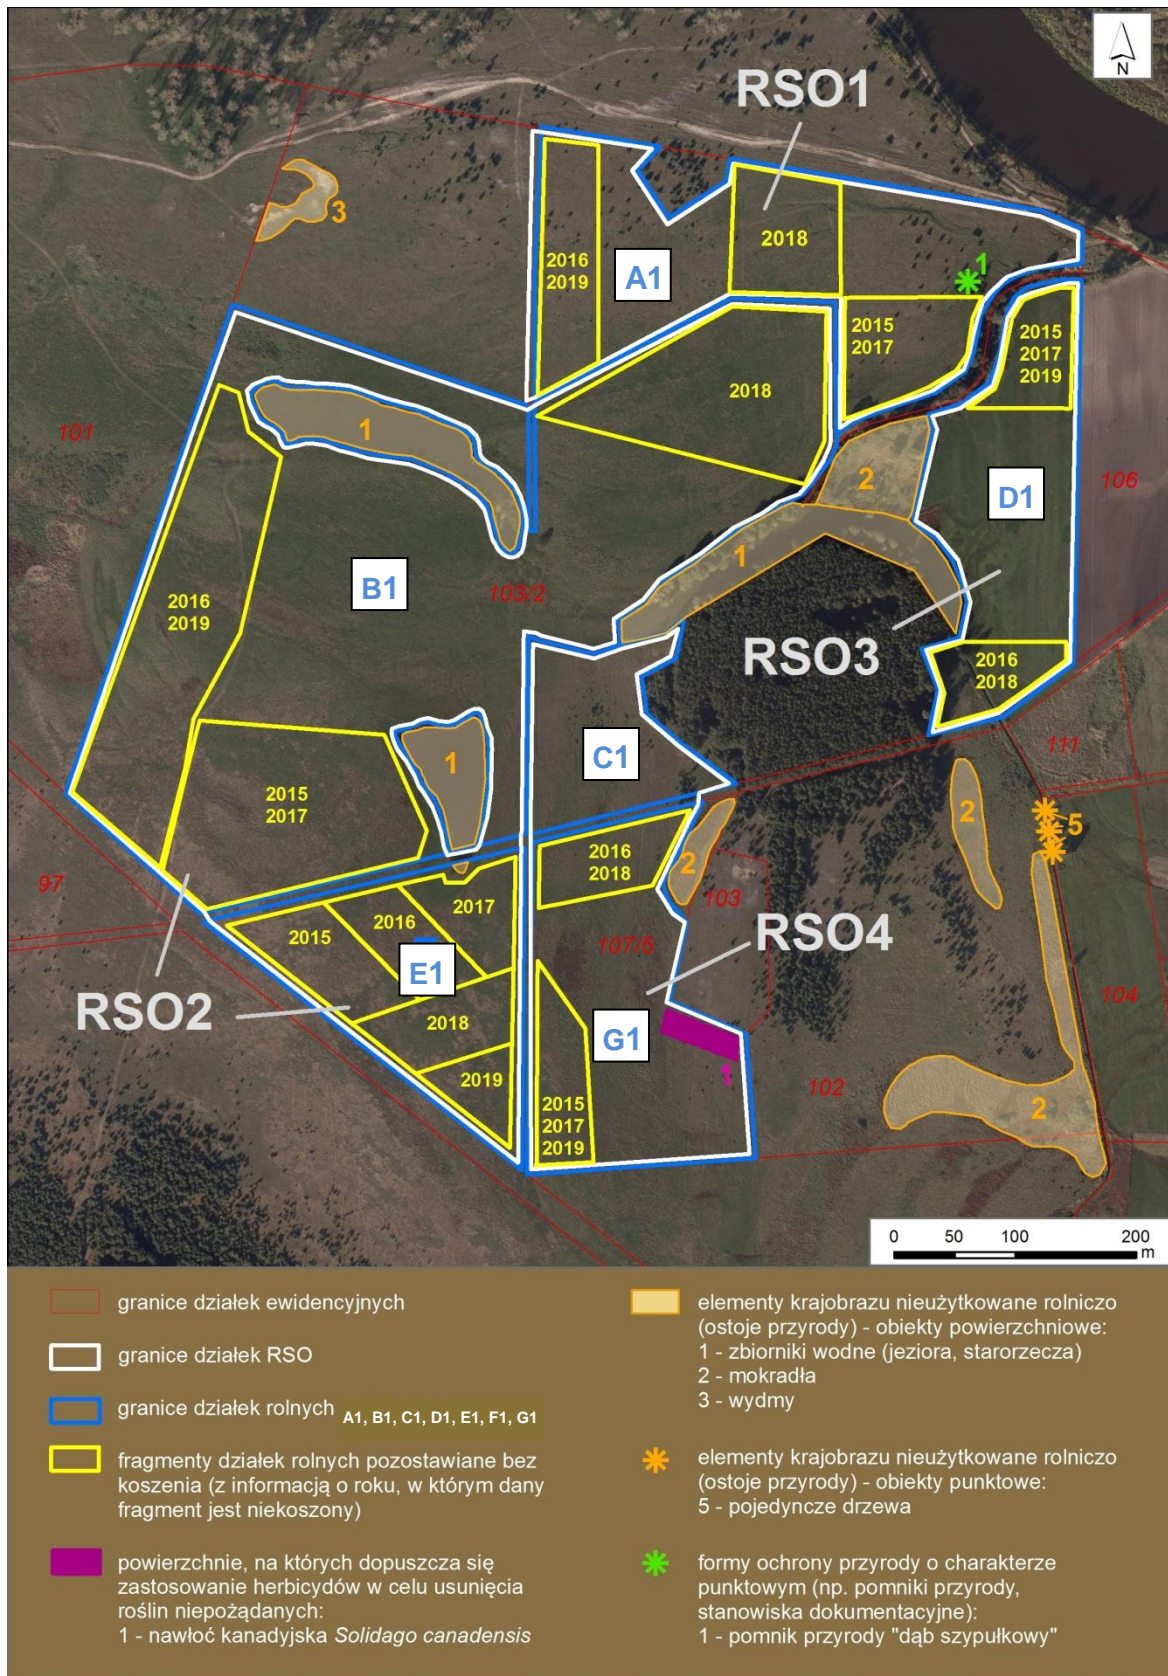 N
RSO1
3
1
2018
2016
2019
A1
2015
2017
2015
2017
2019
2018
101
1
2
106
D1
1
B1
103/2
2016
2019
RSO3
2016
2018
C1
111
1
2015
2017
2
5
2016
2018
2
97
103
2017
2016
2015
RSO4
107/5
E1
104
RSO2
2018
G1
1
102
2019
2015
2017
2019
2
0 50 100 200
m
granice działek ewidencyjnych
granice działek RSO
granice działek rolnych A1, B1, C1, D1, E1, F1, G1
fragmenty działek rolnych pozostawiane bez
koszenia (z informacją o roku, w którym dany
fragment jest niekoszony)
powierzchnie, na których dopuszcza się
zastosowanie herbicydów w celu usunięcia
roślin niepożądanych:
1 - nawłoć kanadyjska Solidago canadensis
elementy krajobrazu nieużytkowane rolniczo
(ostoje przyrody) - obiekty powierzchniowe:
1 - zbiorniki wodne (jeziora, starorzecza)
2 - mokradła
3 - wydmy
elementy krajobrazu nieużytkowane rolniczo
(ostoje przyrody) - obiekty punktowe:
5 - pojedyncze drzewa
formy ochrony przyrody o charakterze
punktowym (np. pomniki przyrody,
stanowiska dokumentacyjne):
1 - pomnik przyrody "dąb szypułkowy"